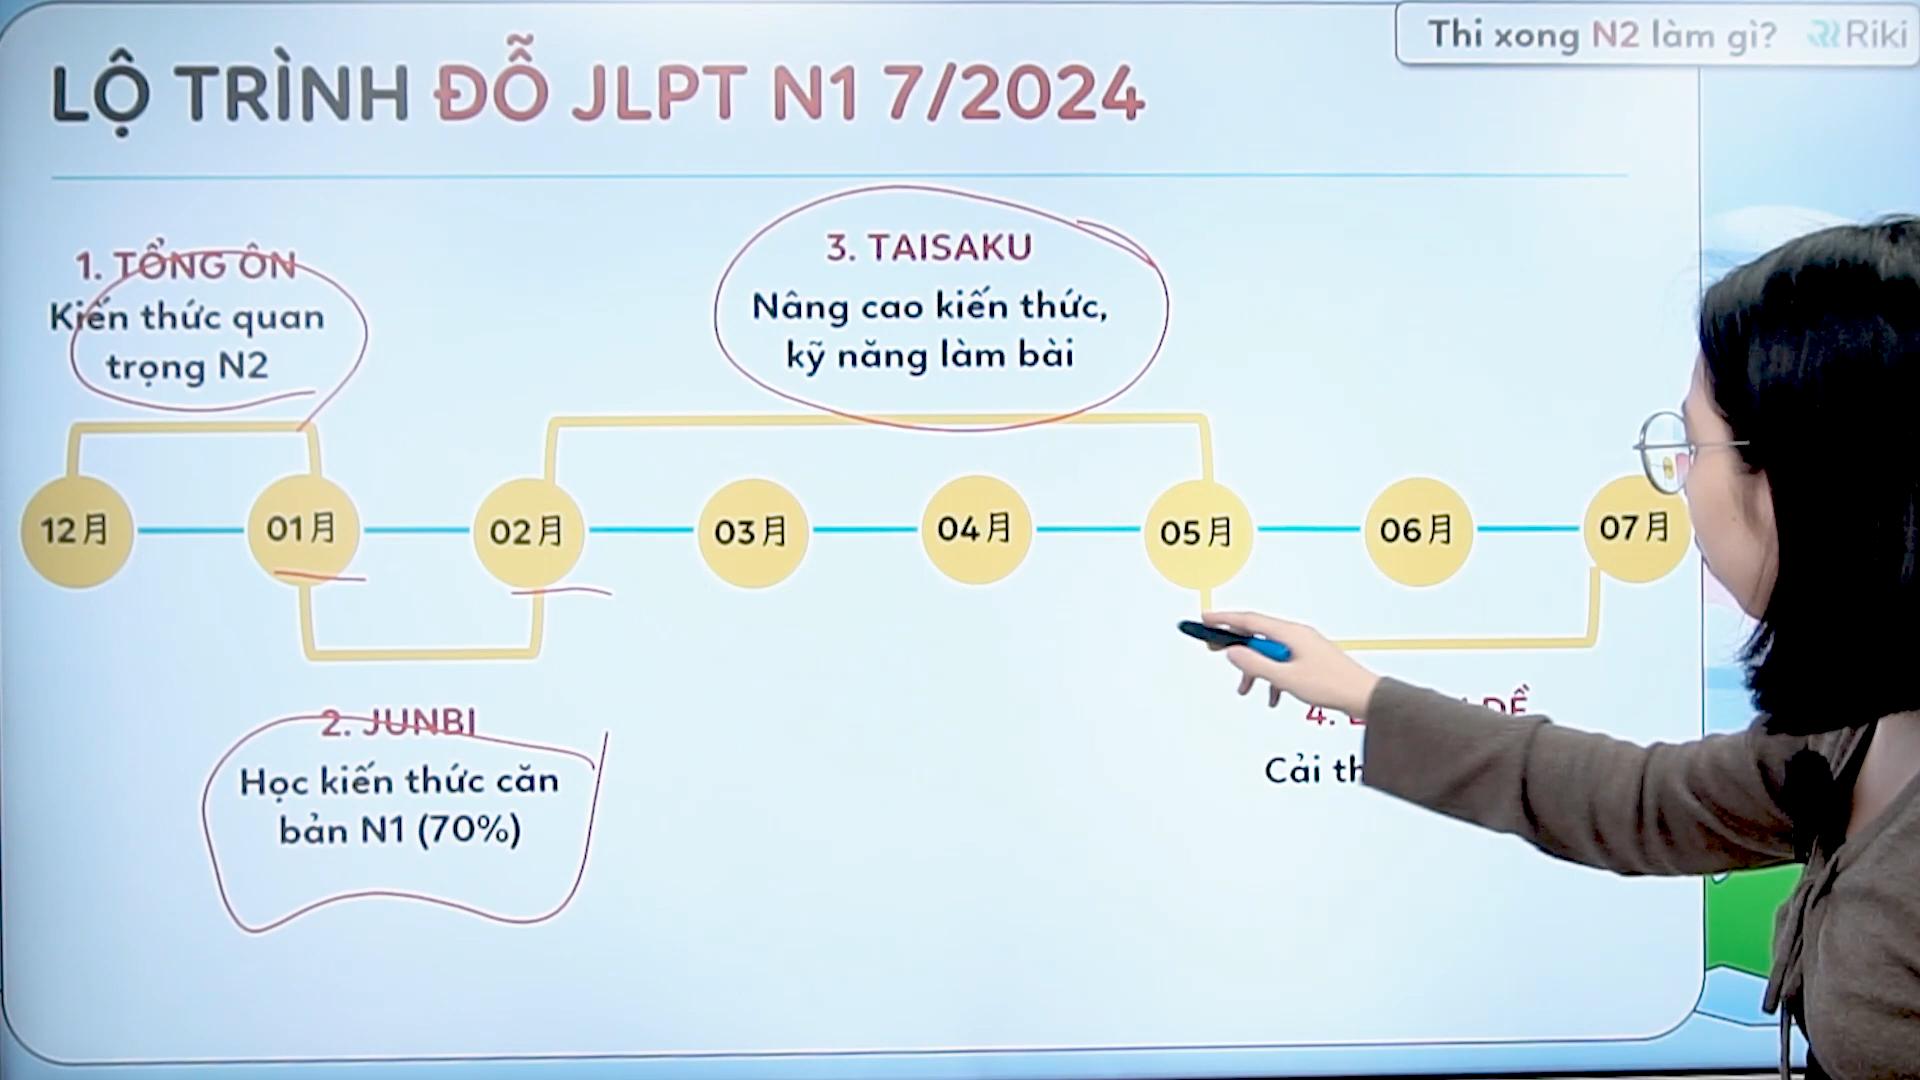 Thi xong N2 làm gì? Riki
LỘ TRÌNH ĐỖ JLPT N1 7/2024
1. TỔNG ÔN
Kiến thức quan
trọng N2
3. TAISAKU
Nâng cao kiến thức,
kỹ năng làm bài
12月 01月 02月 03月 04月 05月 06月 07月
2. JUNBI
Học kiến thức căn
bản N1 (70%)
4. ĐỀ
Cải